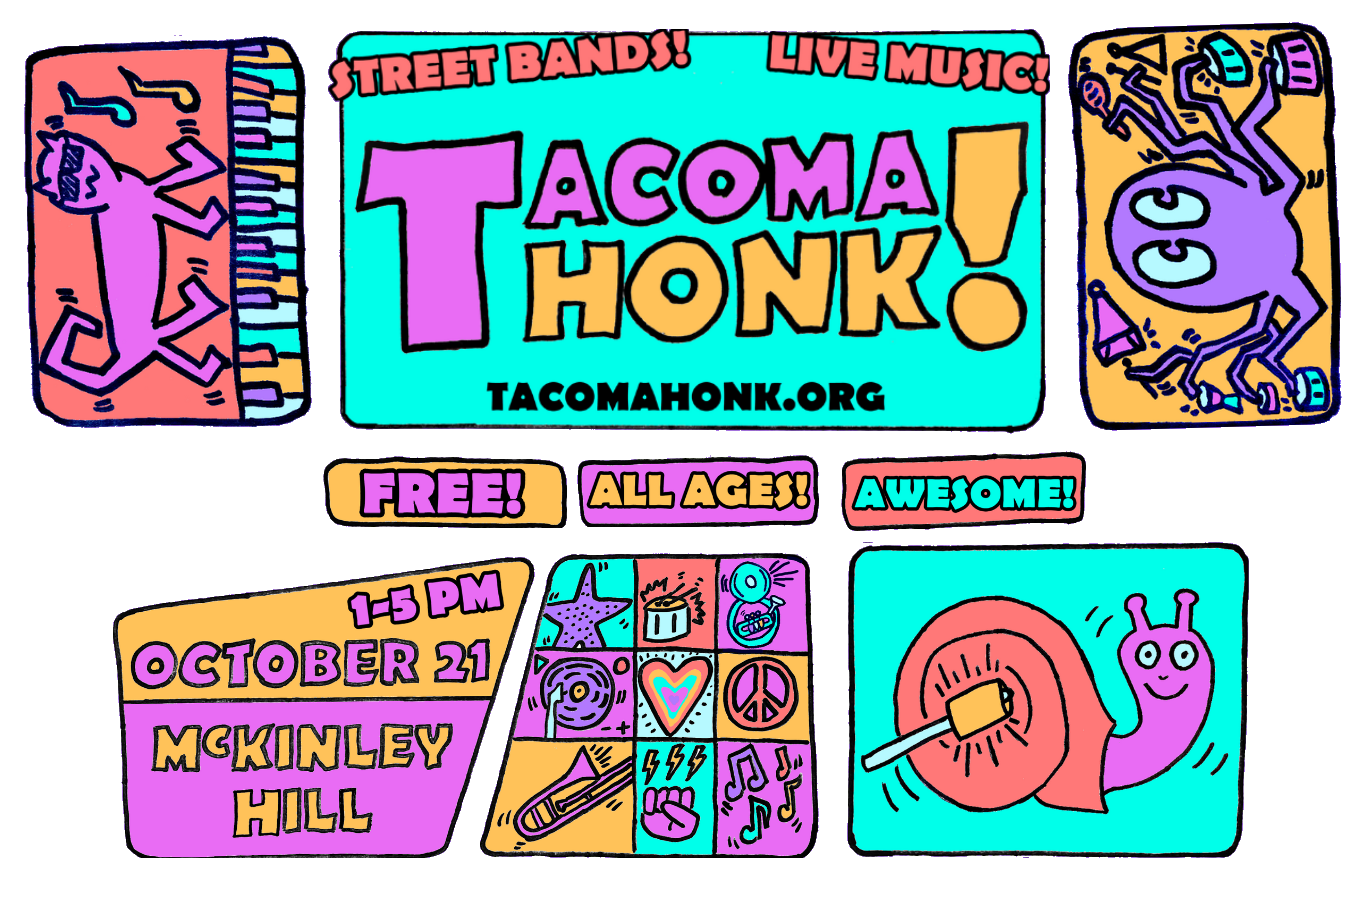 STREET BANDS! LIVE MUSIC!
TACOMA
HONK!
TACOMAHONK.ORG
FREE! ALL AGES! AWESOME!
1-5 PM
OCTOBER 21
McKINLEY
HILL